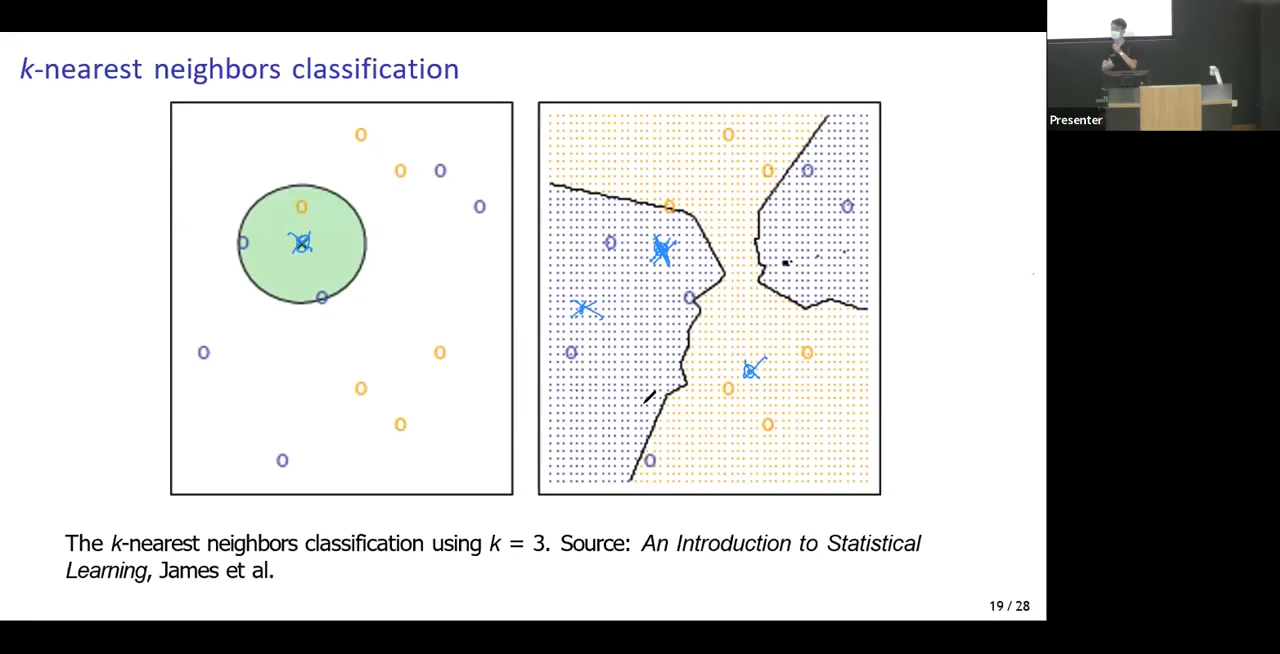 k-nearest neighbors classification
Presenter
The k-nearest neighbors classification using k = 3. Source: An Introduction to Statistical
Learning, James et al.
19 / 28